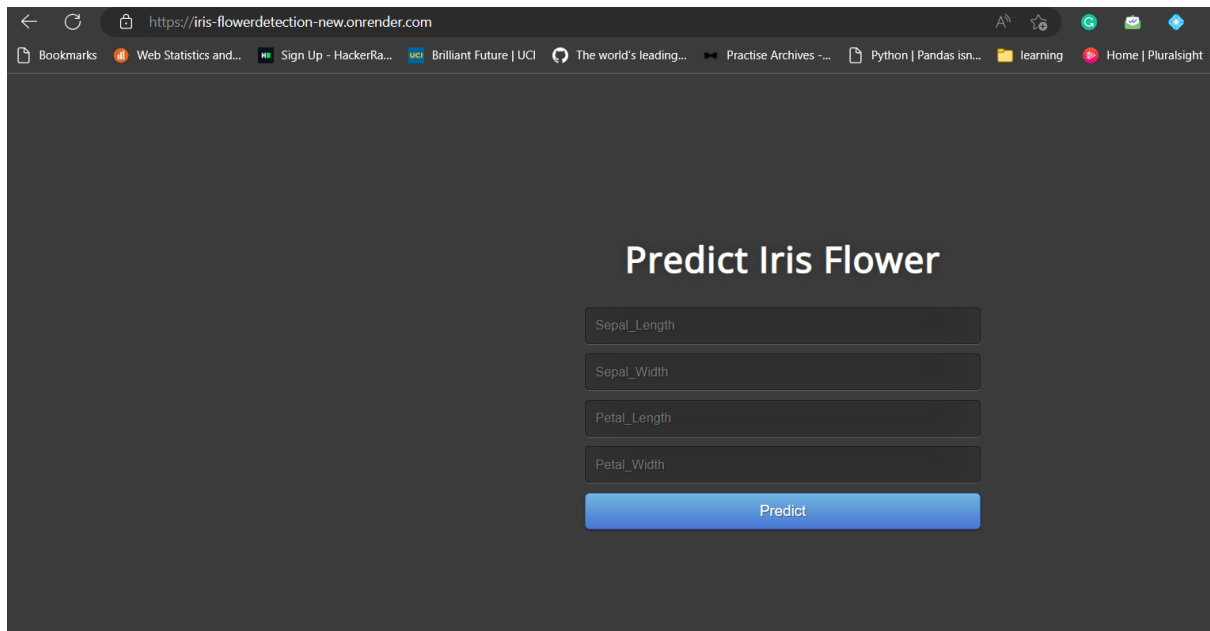 https://iris-flowerdetection-new.onrender.com
Bookmarks Web Statistics and... Sign Up - HackerRa... UCI Brilliant Future | UCI The world's leading... Practise Archives -... Python | Pandas isn... learning Home | Pluralsight
Predict Iris Flower
Sepal_Length
Sepal_Width
Petal_Length
Petal_Width
Predict